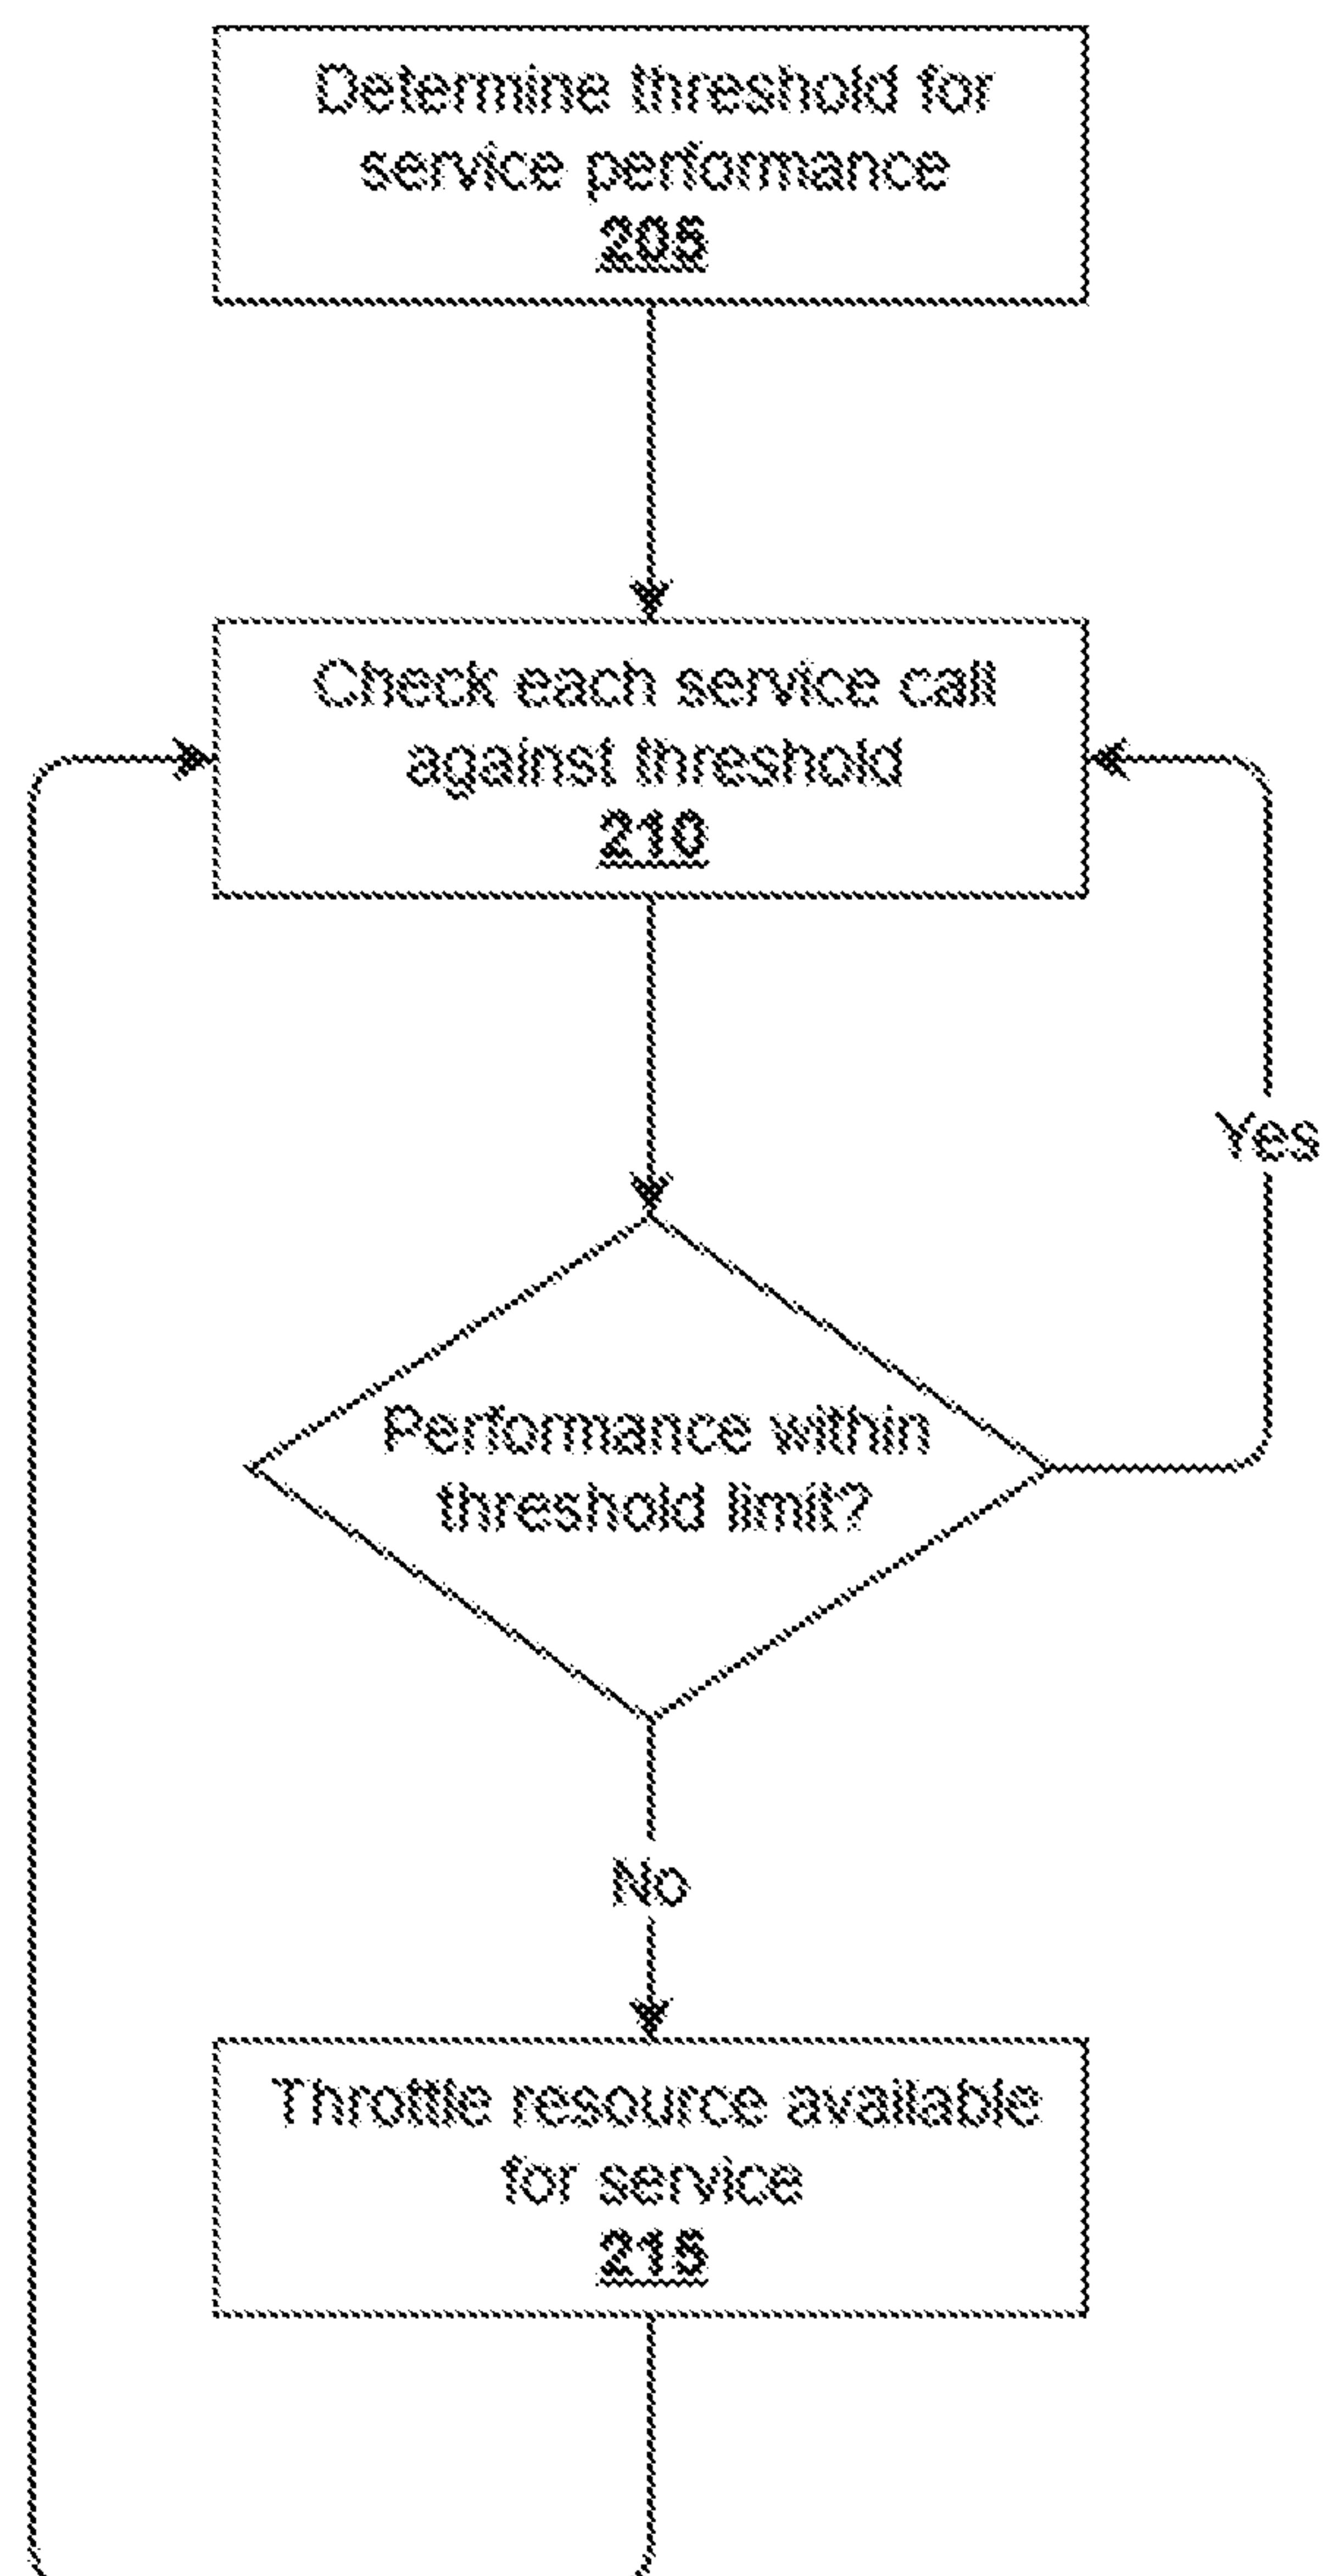 Determine threshold for
service performance
205
Check each service call
against threshold
210
Yes
Performance within
threshold limit?
No
Throttle resource available
for service
215